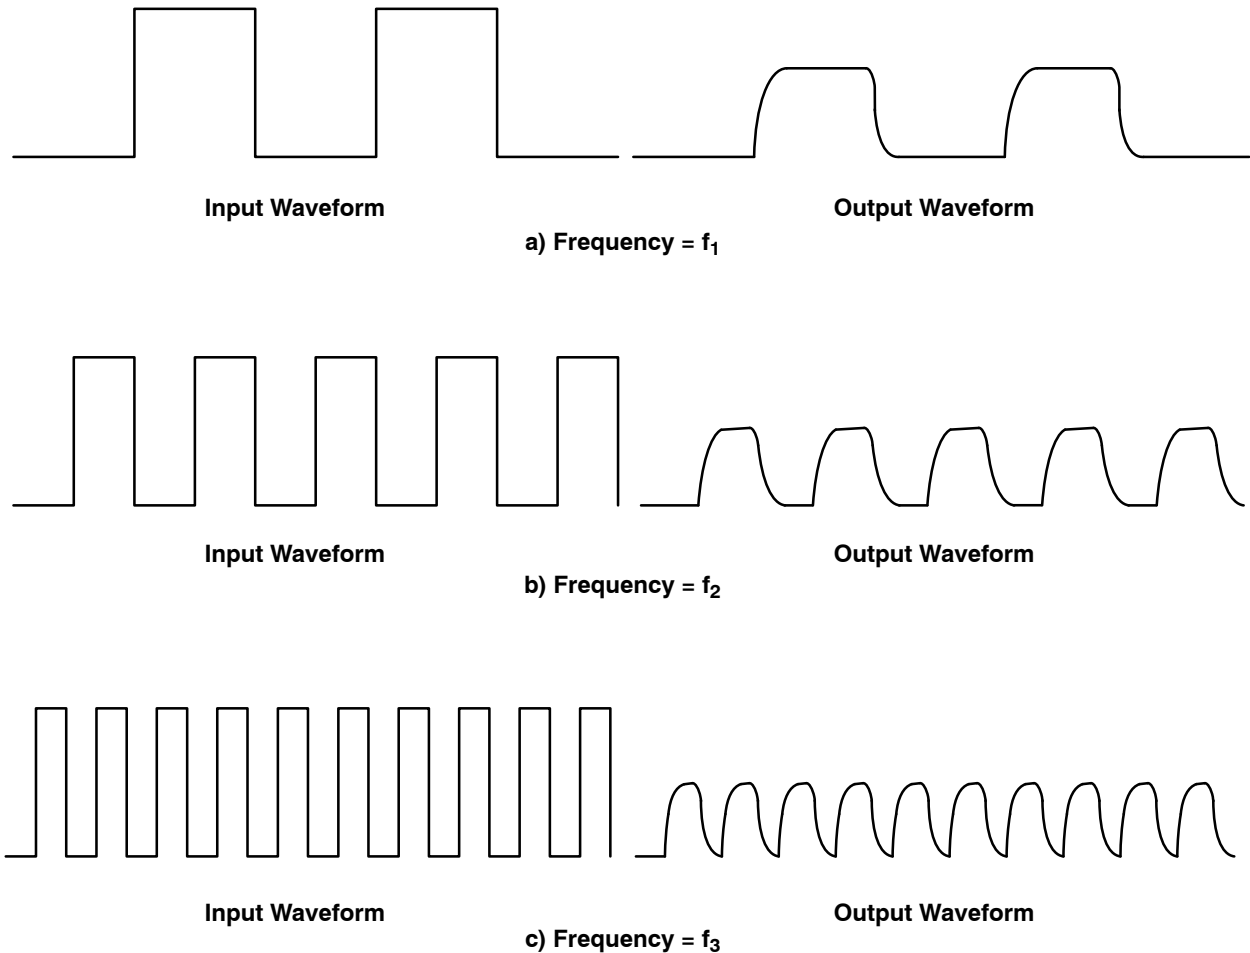 Input Waveform
Output Waveform
a) Frequency = f₁
Input Waveform
Output Waveform
b) Frequency = f₂
Input Waveform
Output Waveform
c) Frequency = f₃